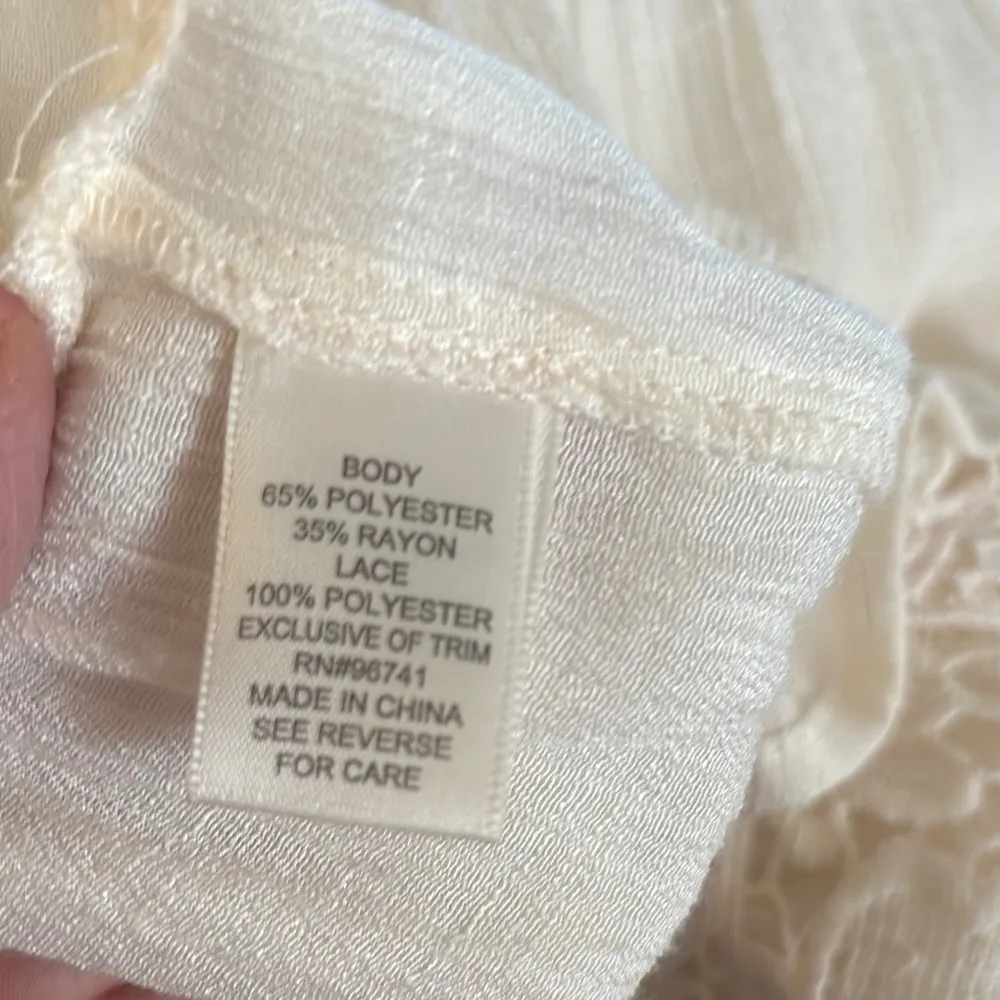 BODY
65% POLYESTER
35% RAYON
LACE
100% POLYESTER
EXCLUSIVE OF TRIM
RN#96741
MADE IN CHINA
SEE REVERSE
FOR CARE